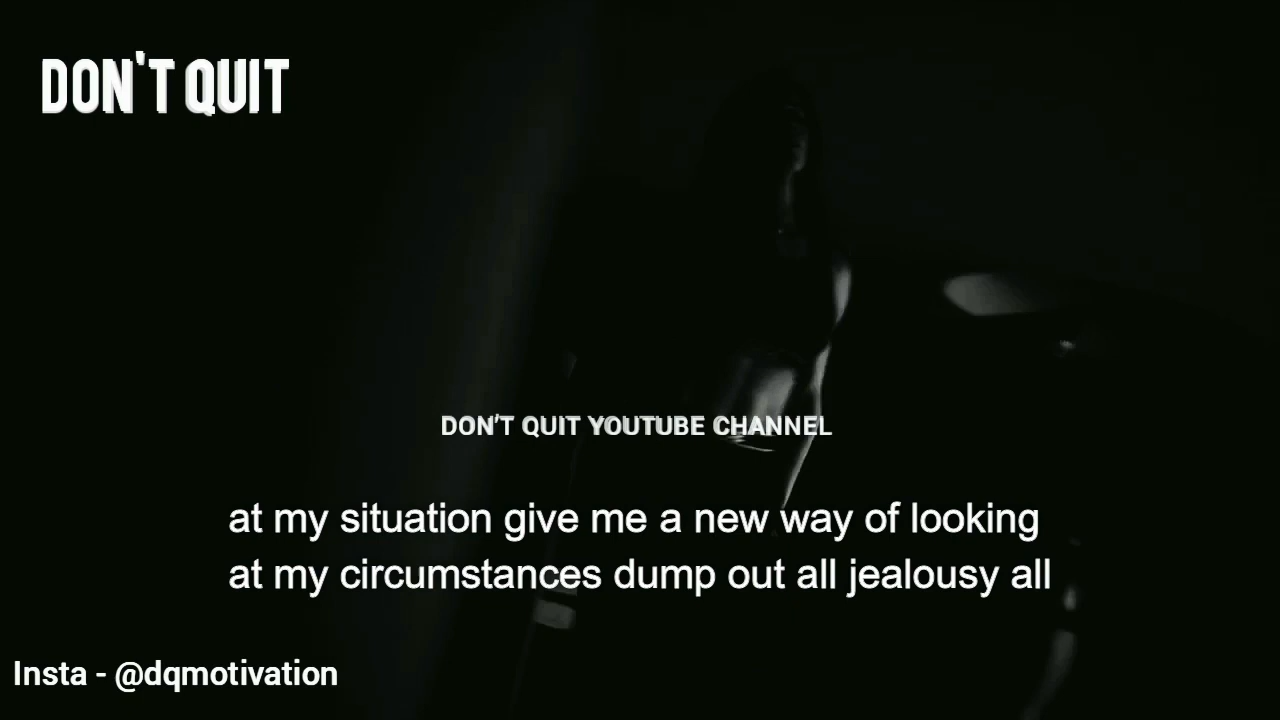 DON'T QUIT
DON'T QUIT YOUTUBE CHANNEL
at my situation give me a new way of looking
at my circumstances dump out all jealousy all
Insta - @dqmotivation